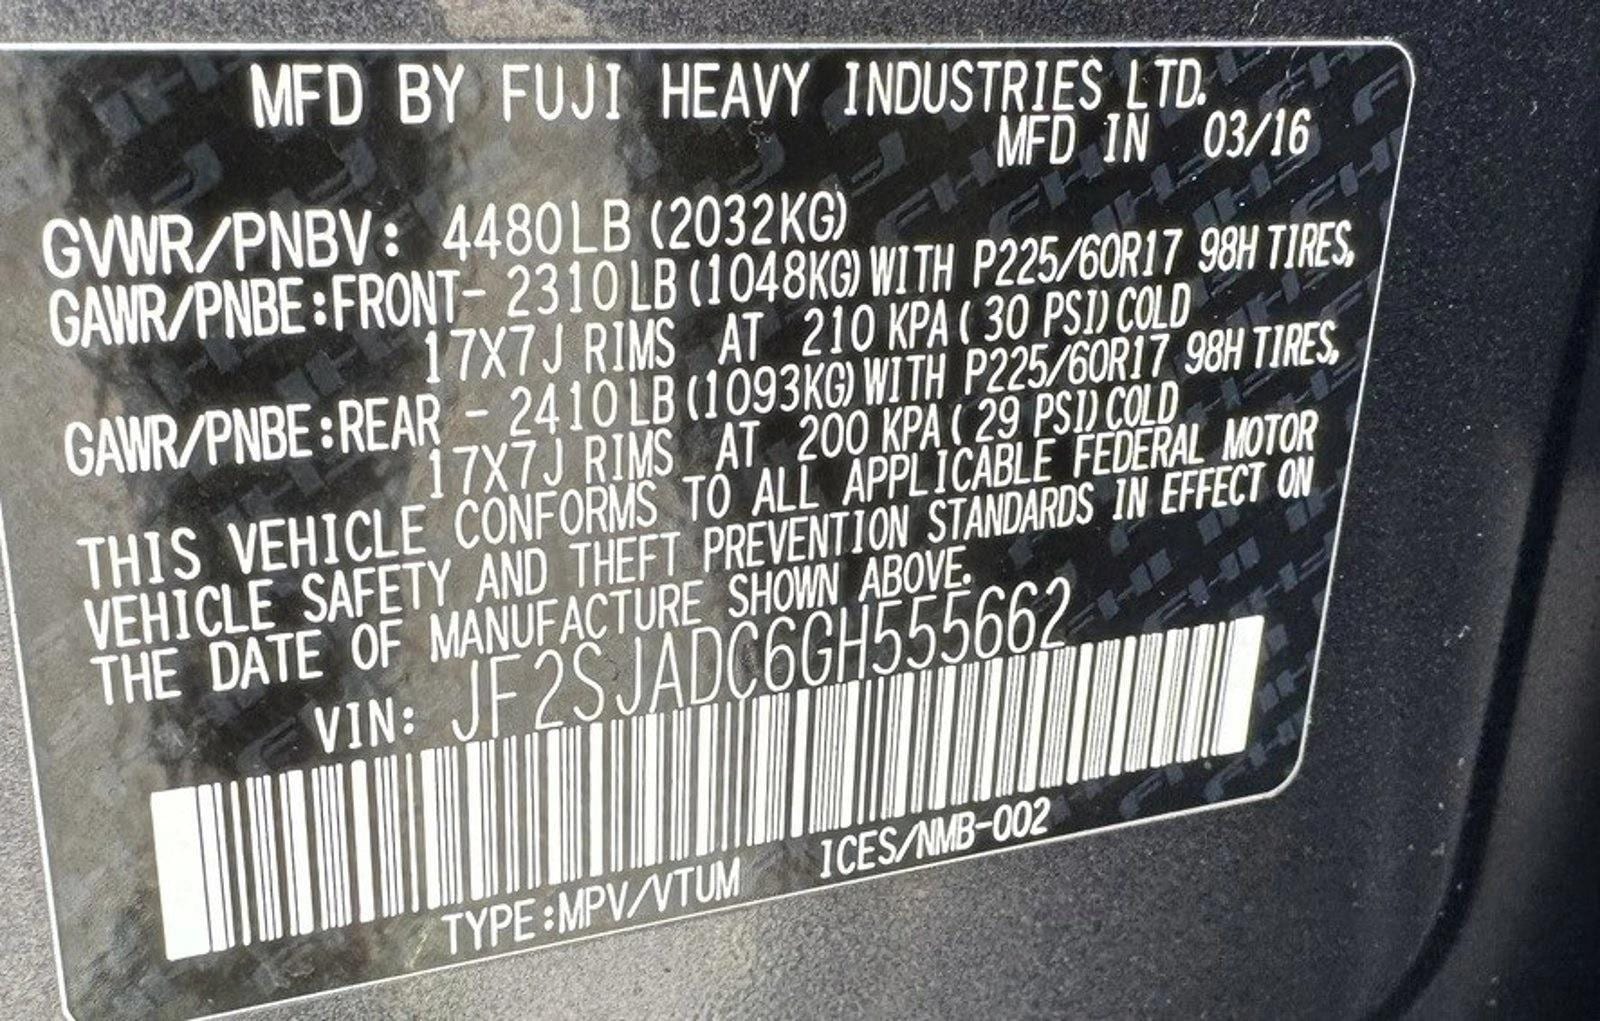 MFD BY FUJI HEAVY INDUSTRIES LTD.
MFD IN 03/16
GVWR/PNBV: 4480LB (2032KG)
GAWR/PNBE:FRONT- 2310LB (1048KG) WITH P225/60R17 98H TIRES,
17X7J RIMS AT 210 KPA ( 30 PSI) COLD
GAWR/PNBE:REAR - 2410LB (1093KG) WITH P225/60R17 98H TIRES,
17X7J RIMS AT 200 KPA ( 29 PSI) COLD
THIS VEHICLE CONFORMS TO ALL APPLICABLE FEDERAL MOTOR
VEHICLE SAFETY AND THEFT PREVENTION STANDARDS IN EFFECT ON
THE DATE OF MANUFACTURE SHOWN ABOVE.
VIN: JF2SJADC6GH555662
TYPE:MPV/VTUM ICES/NMB-002